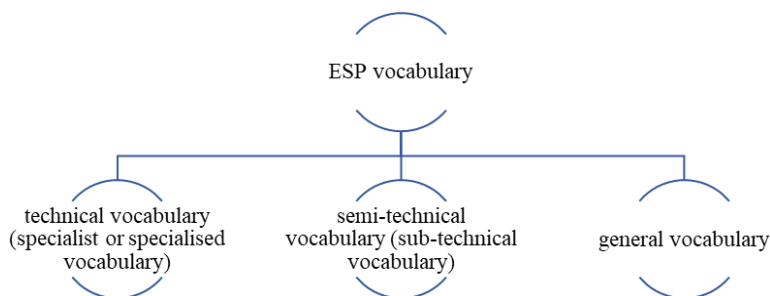 ESP vocabulary
technical vocabulary
(specialist or specialised
vocabulary)
semi-technical
vocabulary (sub-technical
vocabulary)
general vocabulary